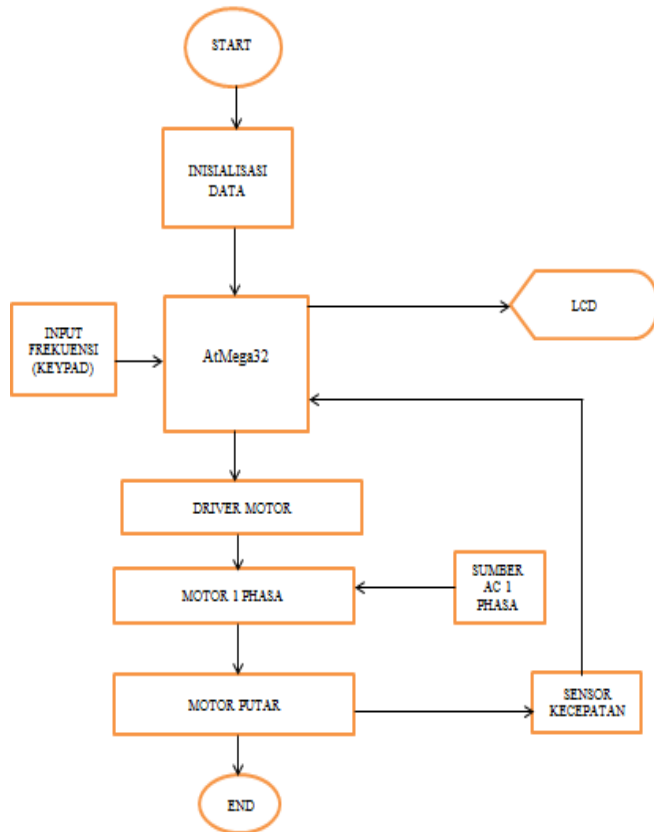 START
INISIALISASI
DATA
INPUT
FREKUENSI
(KEYPAD)
AtMega32
LCD
DRIVER MOTOR
MOTOR 1 PHASA
SUMBER
AC 1
PHASA
MOTOR PUTAR
SENSOR
KECEPATAN
END